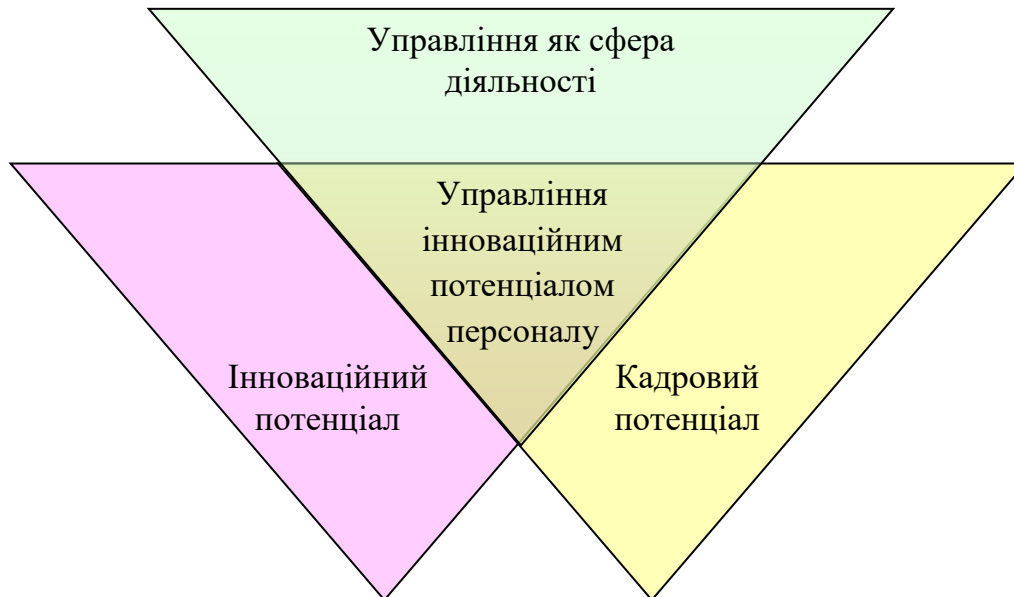 Управління як сфера
діяльності
Управління
інноваційним
потенціалом
персоналу
Інноваційний
потенціал
Кадровий
потенціал